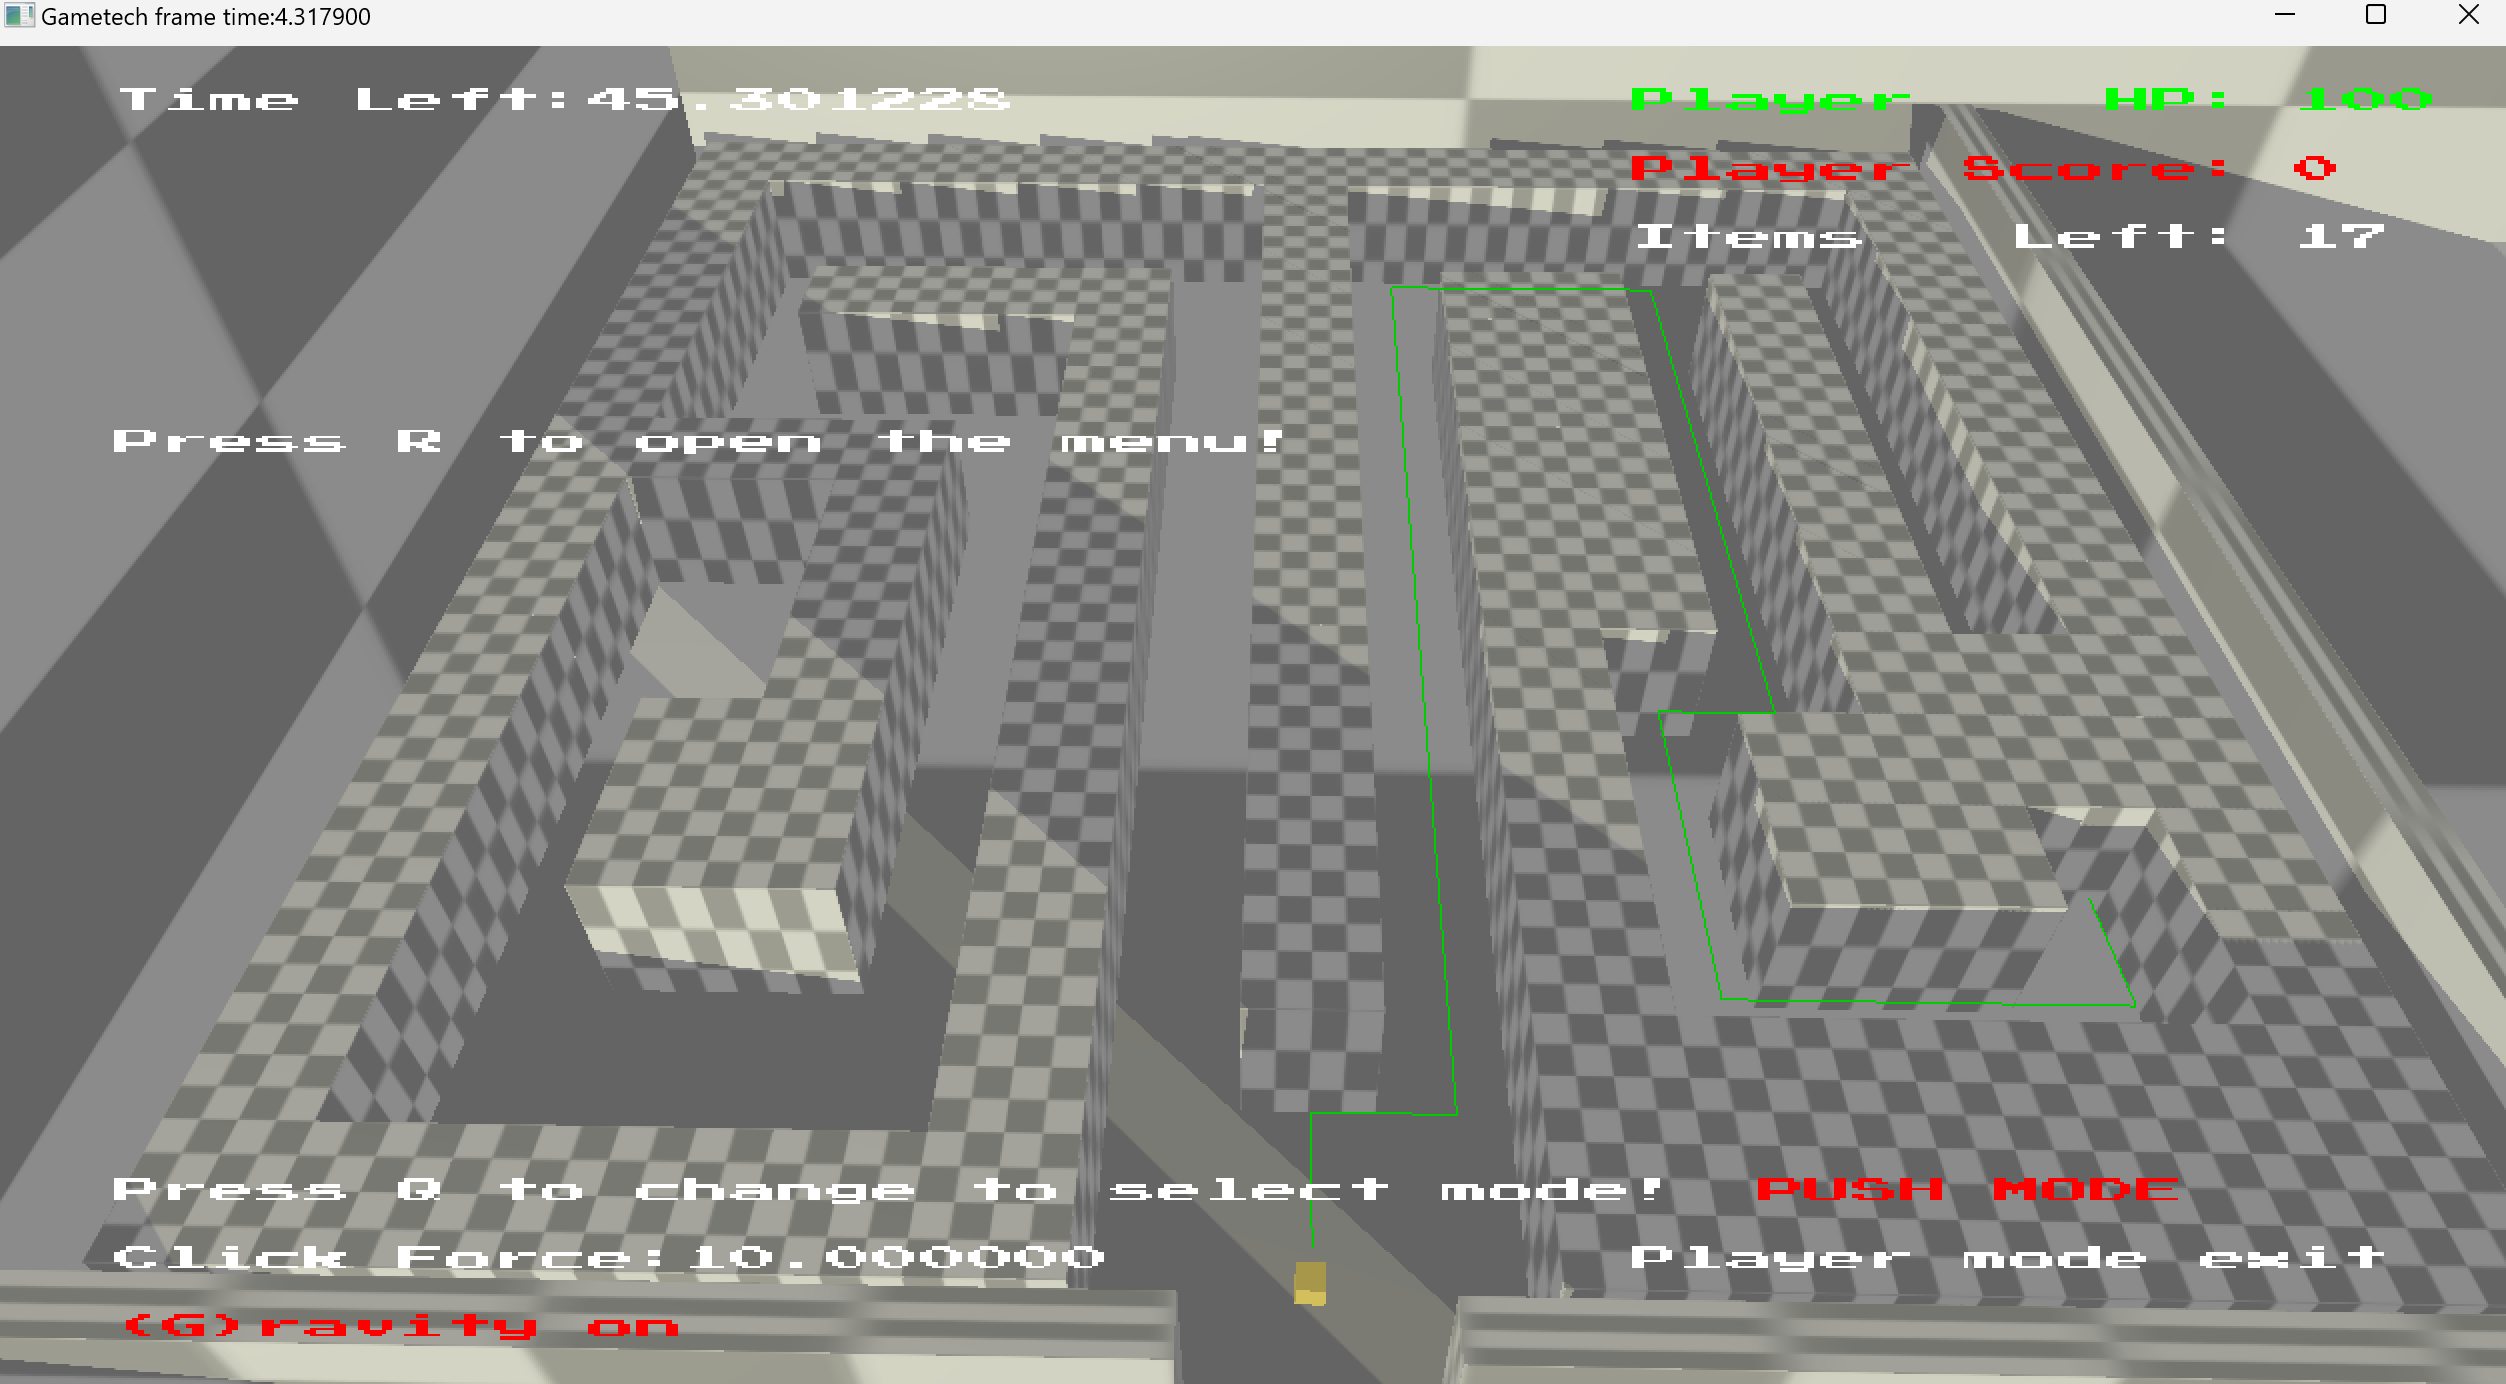 Gametech frame time:4.317900
Time Left:45.301228
Player HP: 100
Player Score: 0
Items Left: 17
Press R to open the menu!
Press Q to change to select mode! PUSH MODE
Click Force:10.000000
Player mode exit
(G)ravity on